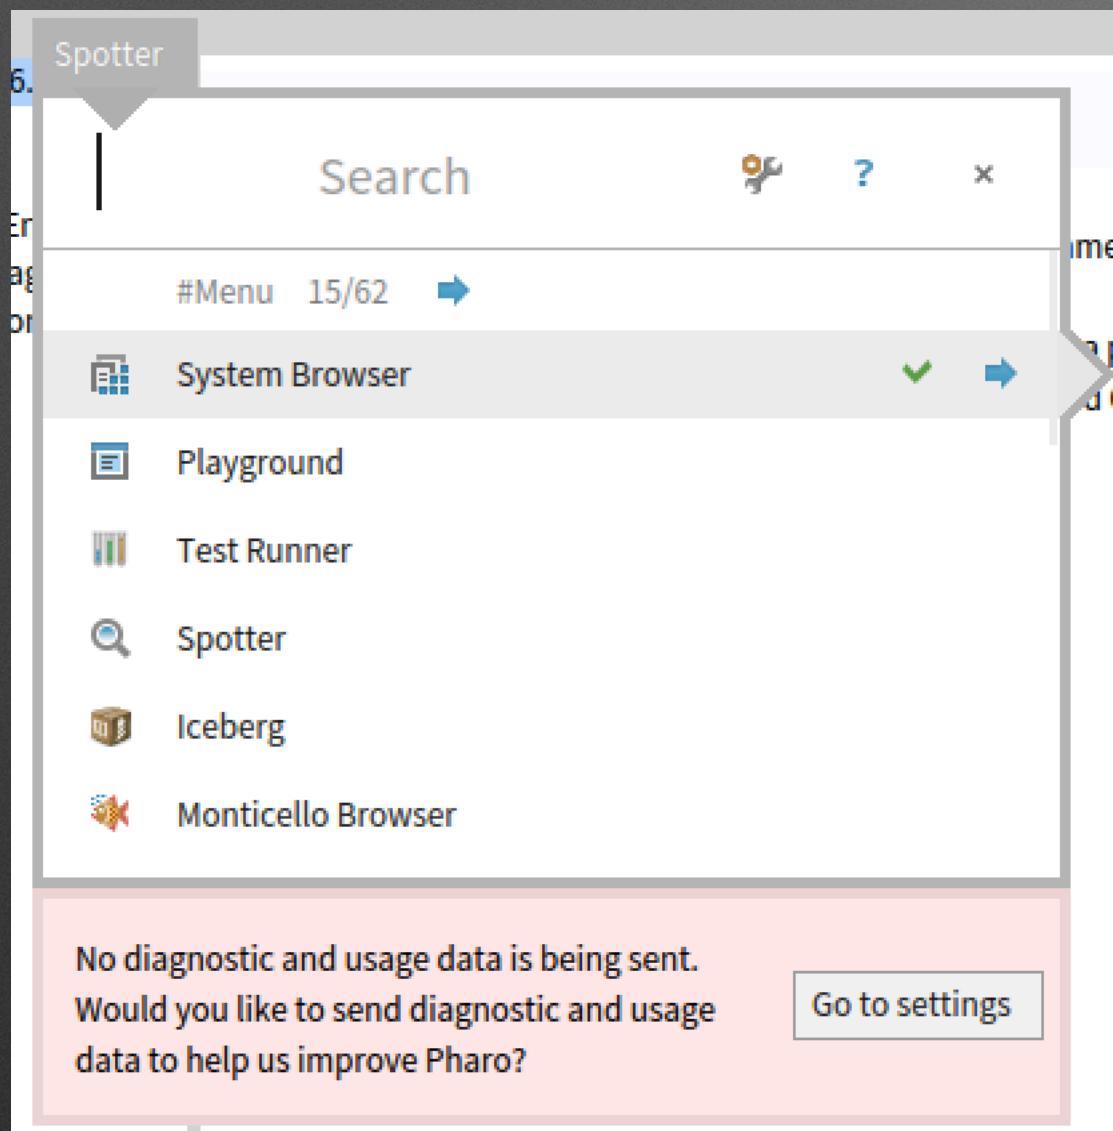 Spotter
6.
Search
?
×
#Menu 15/62
System Browser
Playground
Test Runner
Spotter
Iceberg
Monticello Browser
No diagnostic and usage data is being sent.
Would you like to send diagnostic and usage
data to help us improve Pharo?
Go to settings